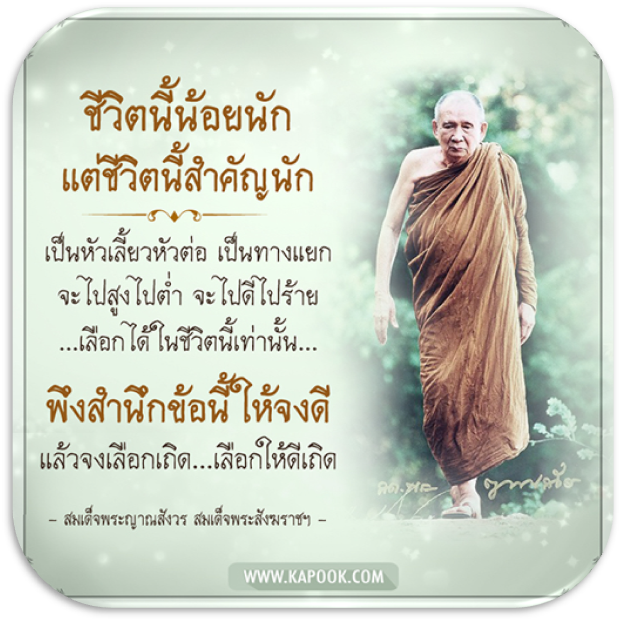 ชีวิตนี้น้อยนัก
แต่ชีวิตนี้สำคัญนัก
เป็นหัวเลี้ยวหัวต่อ เป็นทางแยก
จะไปสูงไปต่ำ จะไปดีไปร้าย
...เลือกได้ในชีวิตนี้เท่านั้น...
พึงสำนึกข้อนี้ ให้จงดี
แล้วจงเลือกเถิด...เลือกให้ดีเถิด
- สมเด็จพระญาณสังวร สมเด็จพระสังฆราชฯ -
WWW.KAPOOK.COM